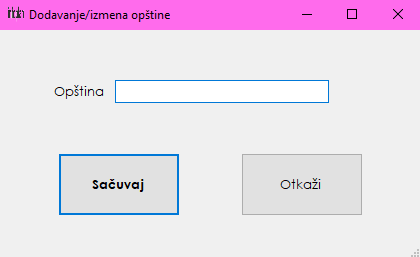 Dodavanje/izmena opštine
Opština
Sačuvaj
Otkaži